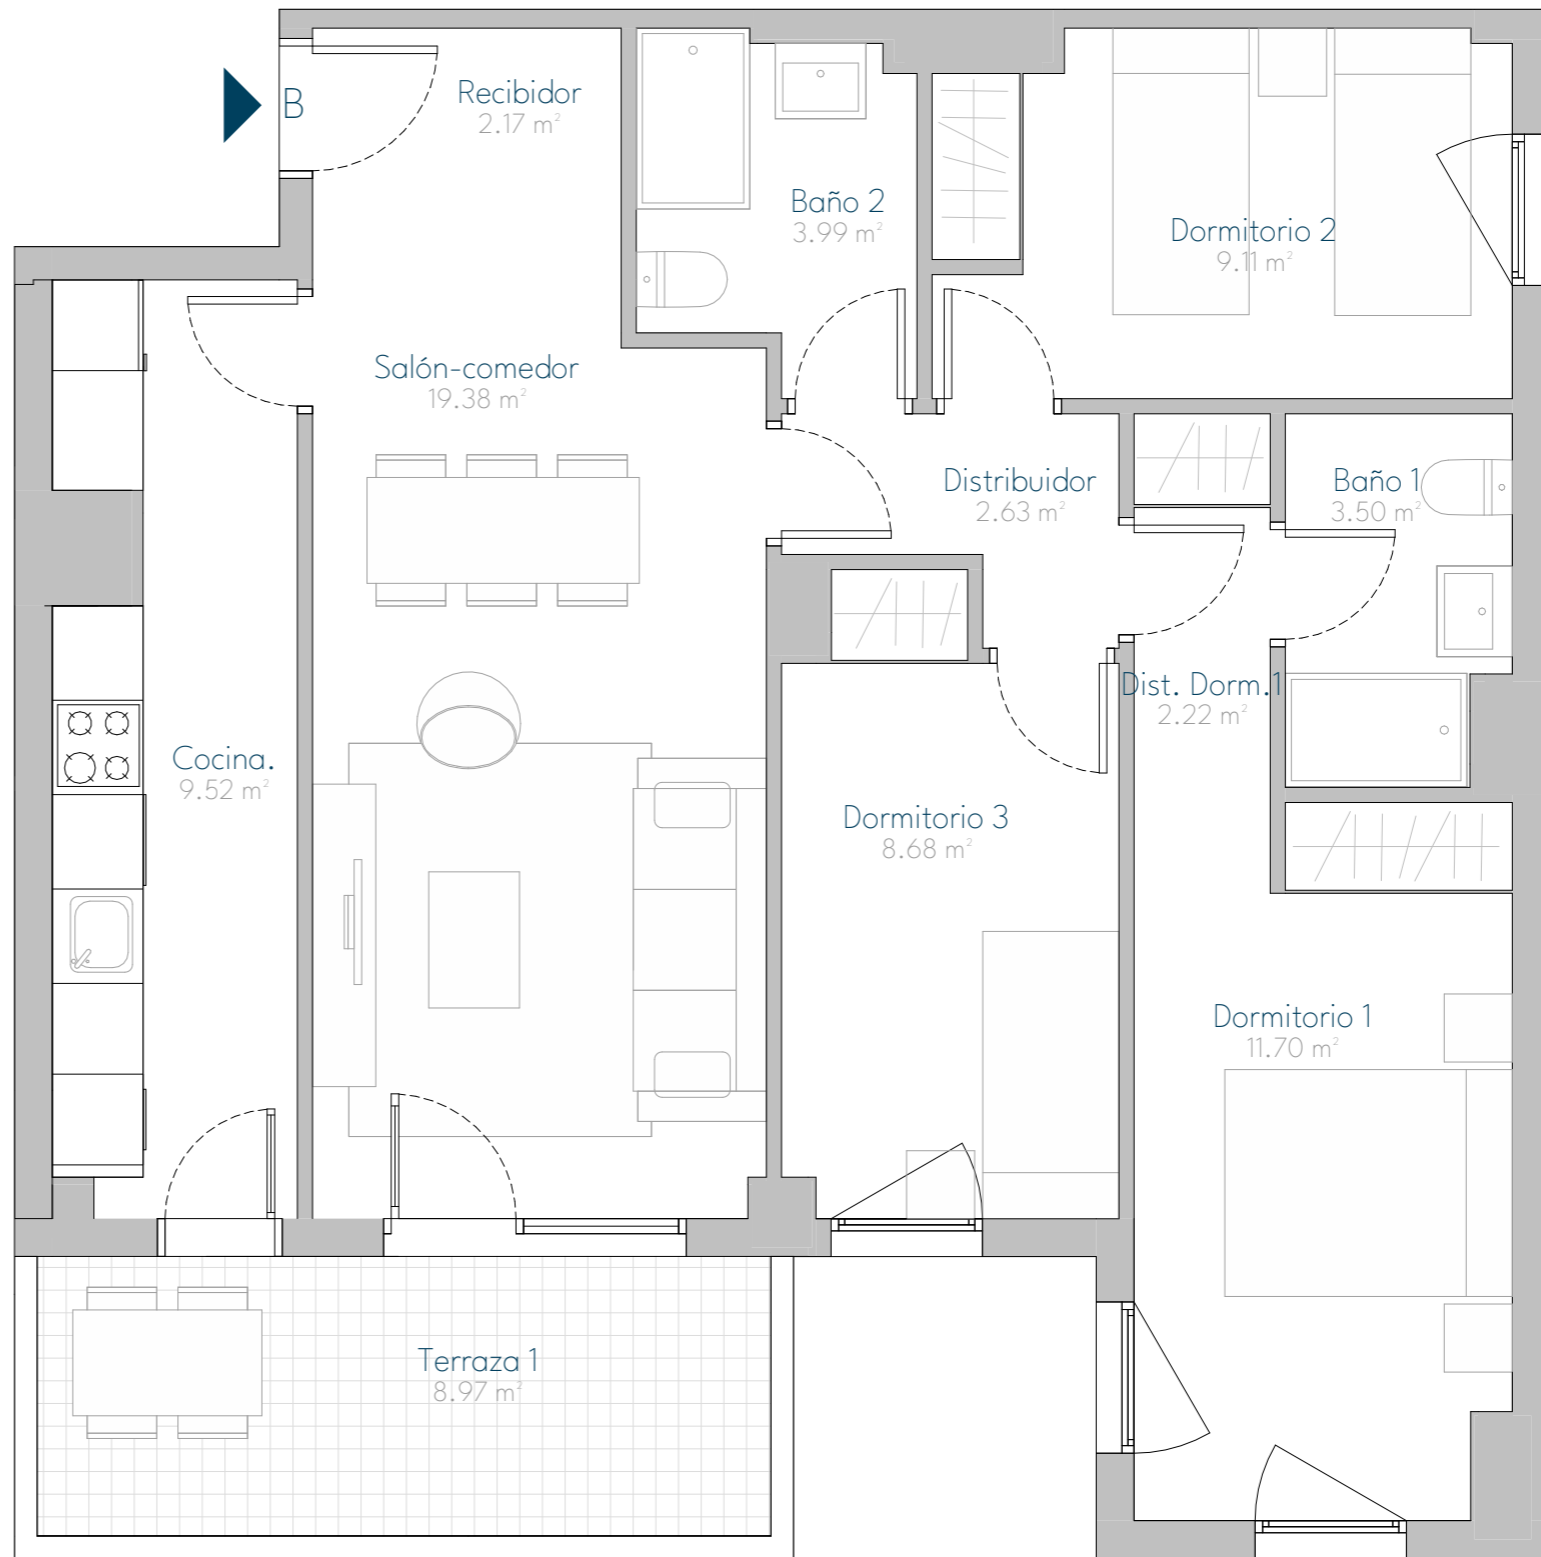 B
Recibidor
2.17 m²
Baño 2
3.99 m²
Dormitorio 2
9.11 m²
Salón-comedor
19.38 m²
Distribuidor
2.63 m²
Baño 1
3.50 m²
Dist. Dorm.1
2.22 m²
Cocina.
9.52 m²
Dormitorio 3
8.68 m²
Dormitorio 1
11.70 m²
Terraza 1
8.97 m²